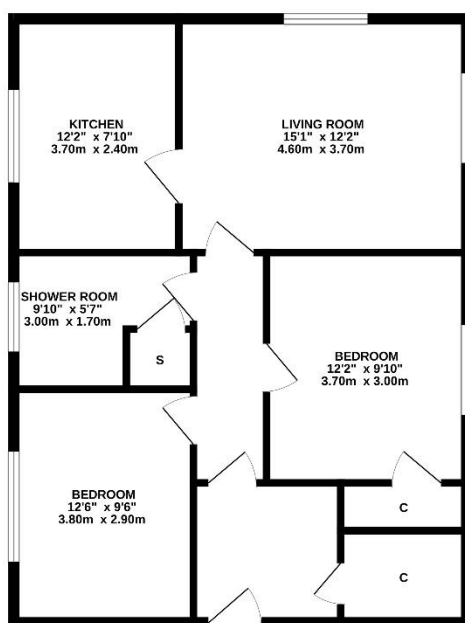 KITCHEN
12'2" x 7'10"
3.70m x 2.40m
LIVING ROOM
15'1" x 12'2"
4.60m x 3.70m
SHOWER ROOM
9'10" x 5'7"
3.00m x 1.70m
S
BEDROOM
12'2" x 9'10"
3.70m x 3.00m
BEDROOM
12'6" x 9'6"
3.80m x 2.90m
C
C